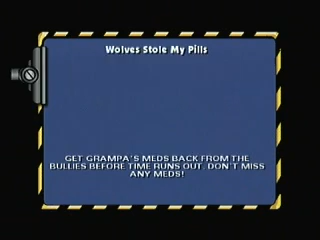 Wolves Stole My Pills
GET GRAMPA'S MEDS BACK FROM THE
BULLIES BEFORE TIME RUNS OUT. DON'T MISS
ANY MEDS!